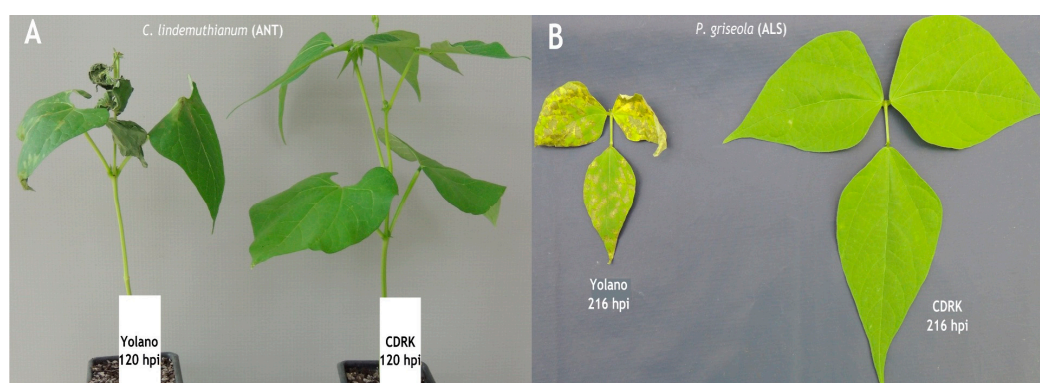 A
C. lindemuthianum (ANT)
Yolano
120 hpi
CDRK
120 hpi
B
P. griseola (ALS)
Yolano
216 hpi
CDRK
216 hpi